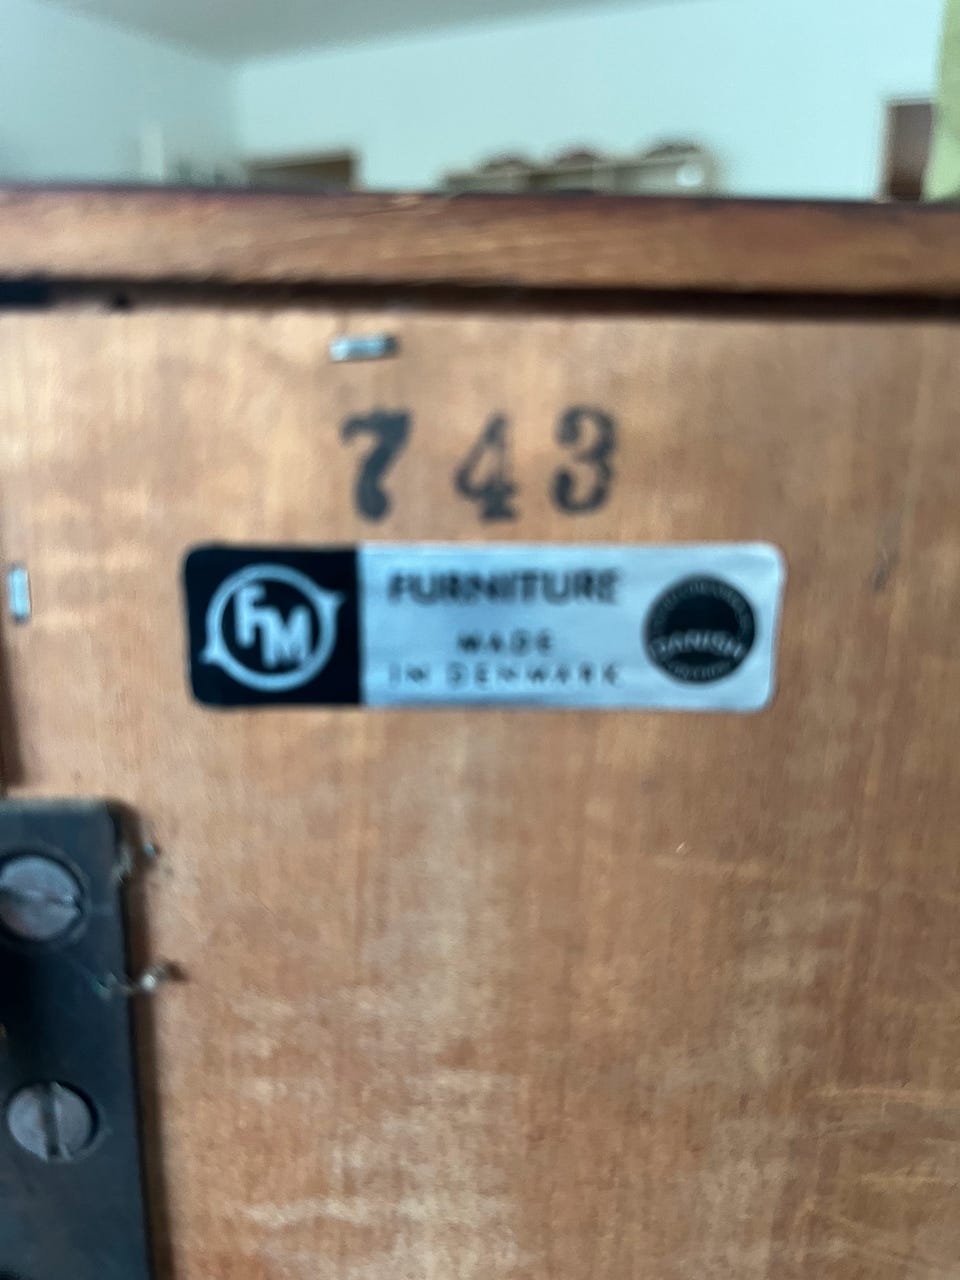 743
FM
FURNITURE
MADE
IN DENMARK
DANISH